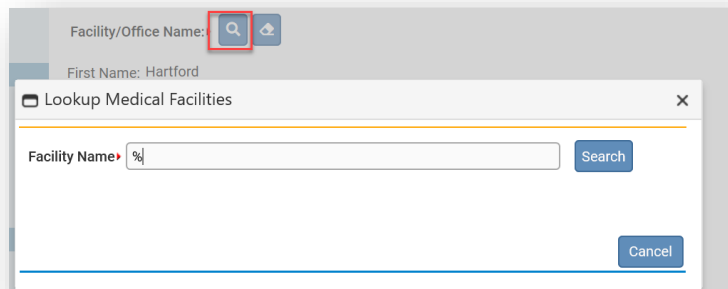 Facility/Office Name:
First Name: Hartford
Lookup Medical Facilities
Facility Name
%
Search
Cancel